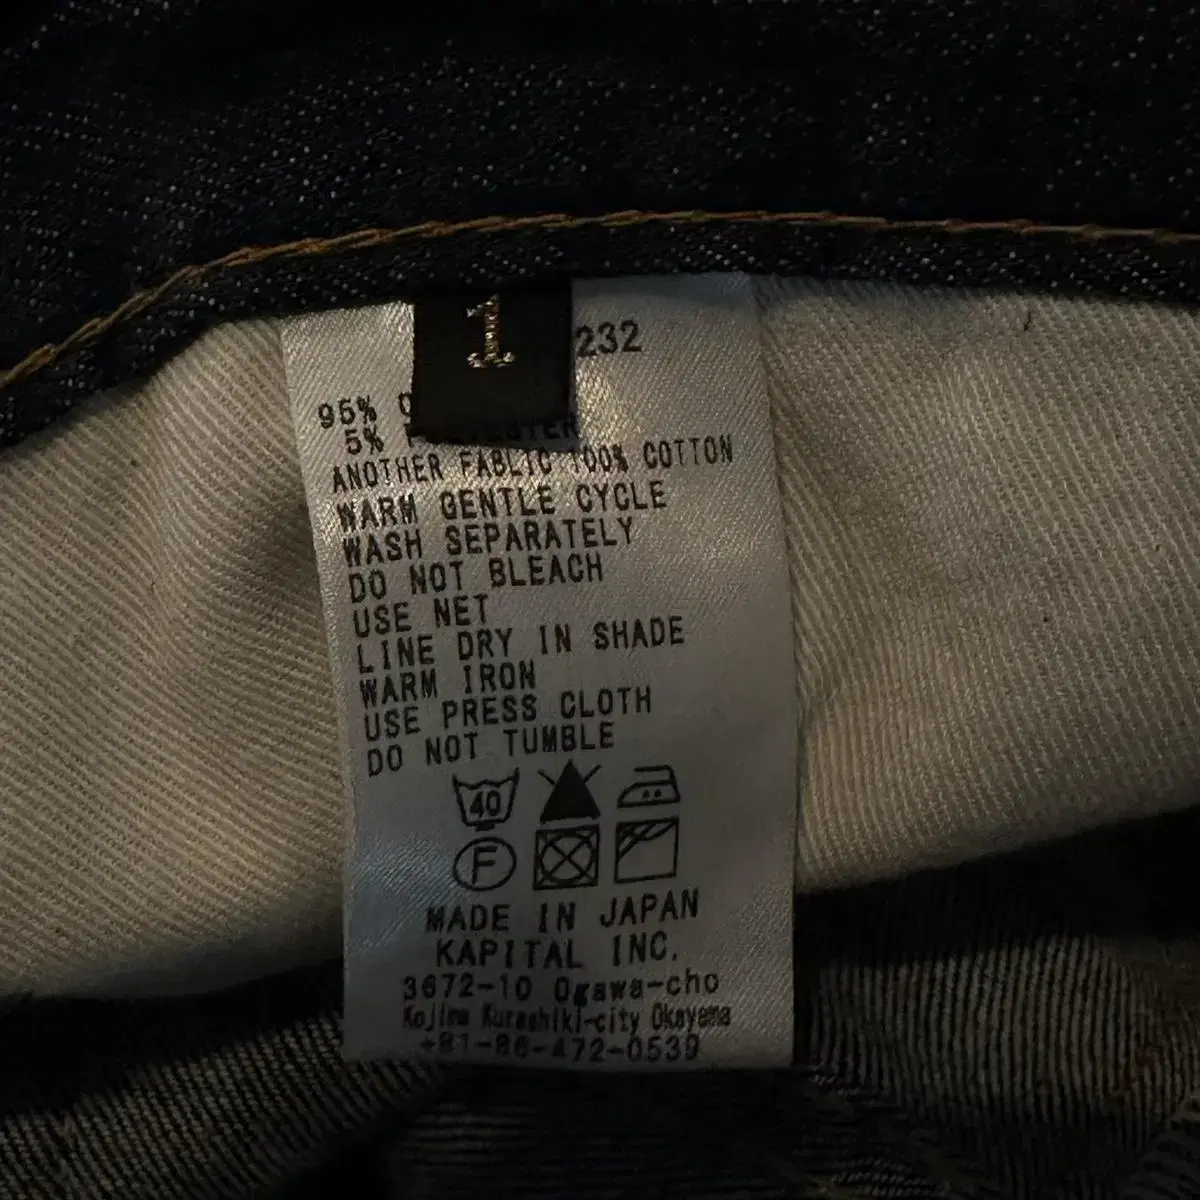 1
232
95%
5%
ANOTHER FABLIC 100% COTTON
WARM GENTLE CYCLE
WASH SEPARATELY
DO NOT BLEACH
USE NET
LINE DRY IN SHADE
WARM IRON
USE PRESS CLOTH
DO NOT TUMBLE
40
F
MADE IN JAPAN
KAPITAL INC.
3672-10 Ogawa-cho
Kojima Kurashiki-city Okayama
+81-86-472-0539